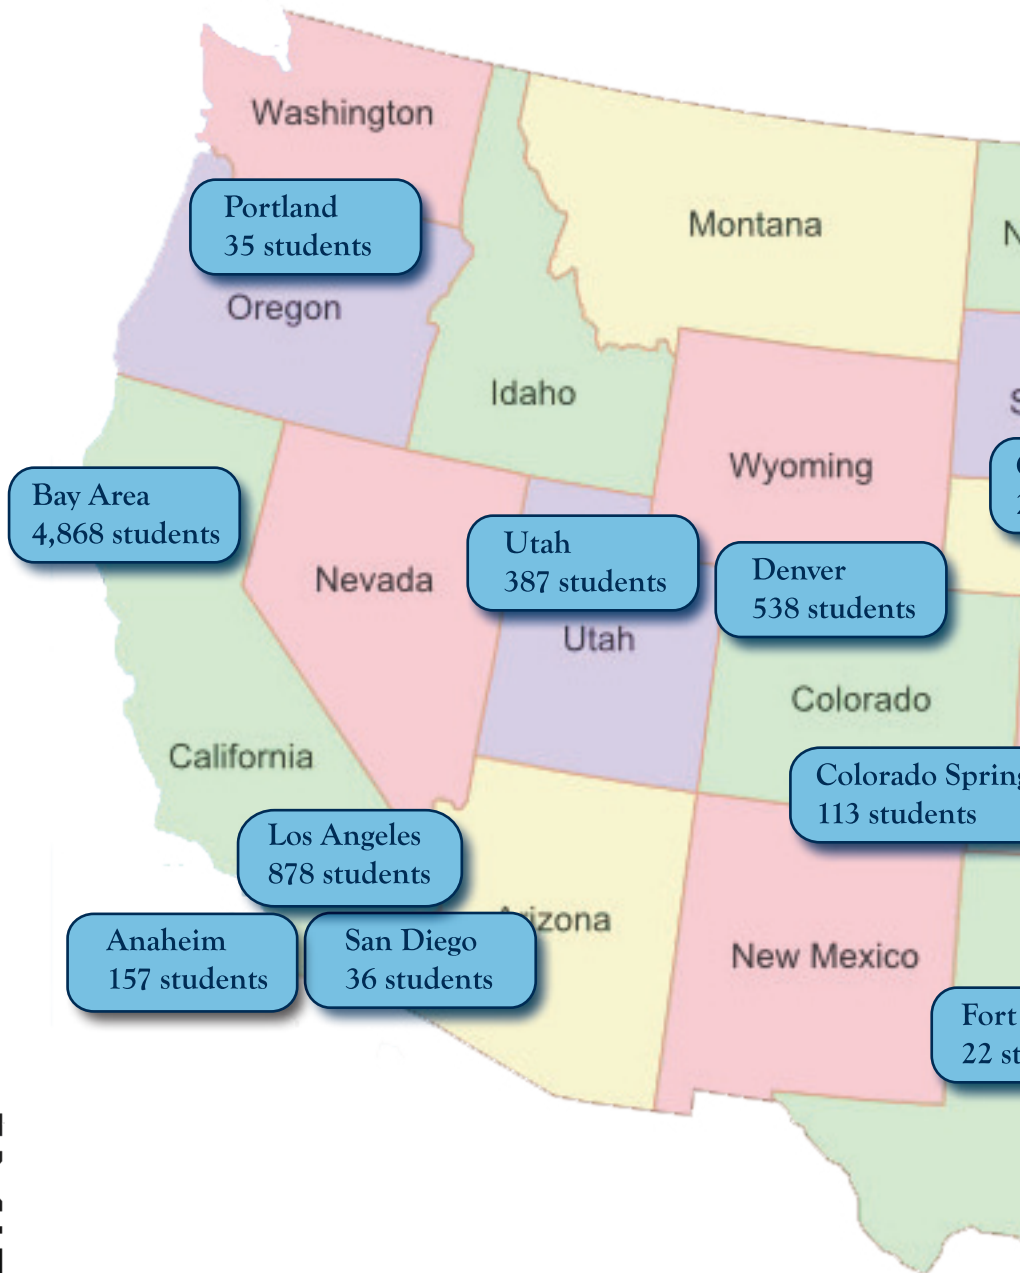 Washington
Portland
35 students
Montana
Oregon
Idaho
Wyoming
Bay Area
4,868 students
Nevada
Utah
387 students
Denver
538 students
Utah
Colorado
California
Colorado Spring
113 students
Los Angeles
878 students
Arizona
Anaheim
157 students
San Diego
36 students
New Mexico
Fort
22 st